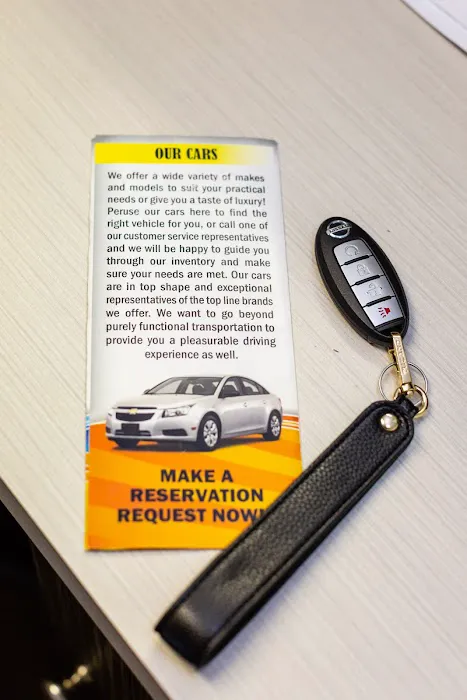 OUR CARS
We offer a wide variety of makes
and models to suit your practical
needs or give you a taste of luxury!
Peruse our cars here to find the
right vehicle for you, or call one of
our customer service representatives
and we will be happy to guide you
through our inventory and make
sure your needs are met. Our cars
are in top shape and exceptional
representatives of the top line brands
we offer. We want to go beyond
purely functional transportation to
provide you a pleasurable driving
experience as well.
MAKE A
RESERVATION
REQUEST NOW!
NISSAN